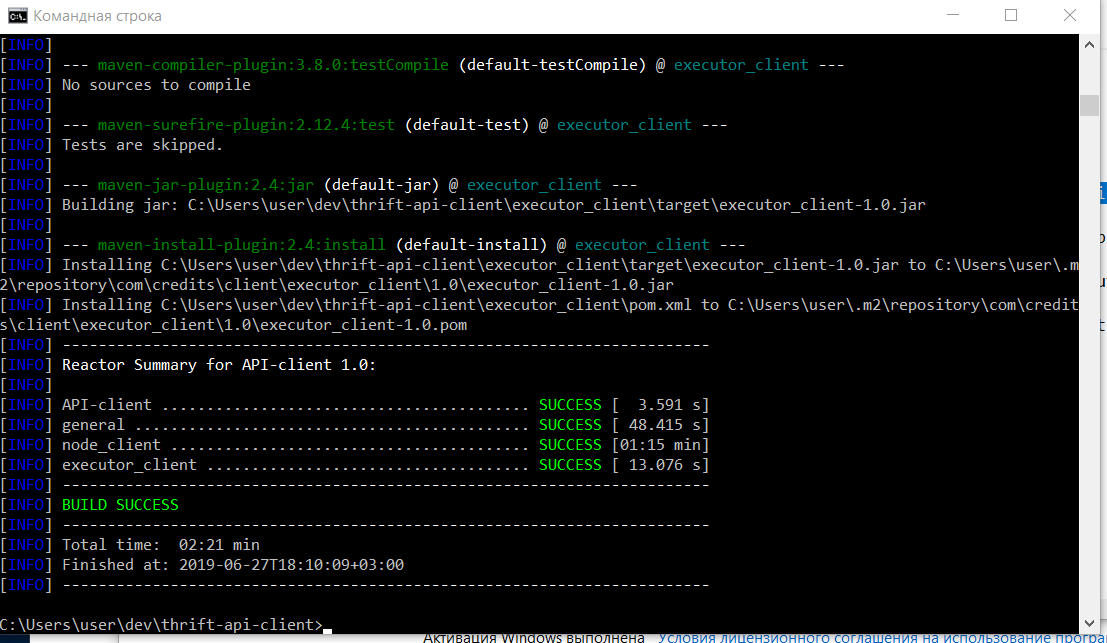 Командная строка
[INFO]
[INFO] --- maven-compiler-plugin:3.8.0:testCompile (default-testCompile) @ executor_client ---
[INFO] No sources to compile
[INFO]
[INFO] --- maven-surefire-plugin:2.12.4:test (default-test) @ executor_client ---
[INFO] Tests are skipped.
[INFO]
[INFO] --- maven-jar-plugin:2.4:jar (default-jar) @ executor_client ---
[INFO] Building jar: C:\Users\user\dev\thrift-api-client\executor_client\target\executor_client-1.0.jar
[INFO]
[INFO] --- maven-install-plugin:2.4:install (default-install) @ executor_client ---
[INFO] Installing C:\Users\user\dev\thrift-api-client\executor_client\target\executor_client-1.0.jar to C:\Users\user\.m
2\repository\com\credits\client\executor_client\1.0\executor_client-1.0.jar
[INFO] Installing C:\Users\user\dev\thrift-api-client\executor_client\pom.xml to C:\Users\user\.m2\repository\com\credit
s\client\executor_client\1.0\executor_client-1.0.pom
[INFO] ------------------------------------------------------------------------
[INFO] Reactor Summary for API-client 1.0:
[INFO]
[INFO] API-client ......................................... SUCCESS [  3.591 s]
[INFO] general ............................................ SUCCESS [ 48.415 s]
[INFO] node_client ........................................ SUCCESS [01:15 min]
[INFO] executor_client .................................... SUCCESS [ 13.076 s]
[INFO] ------------------------------------------------------------------------
[INFO] BUILD SUCCESS
[INFO] ------------------------------------------------------------------------
[INFO] Total time:  02:21 min
[INFO] Finished at: 2019-06-27T18:10:09+03:00
[INFO] ------------------------------------------------------------------------
C:\Users\user\dev\thrift-api-client>
Активация Windows выполнена Условия лицензионного соглашения на использование